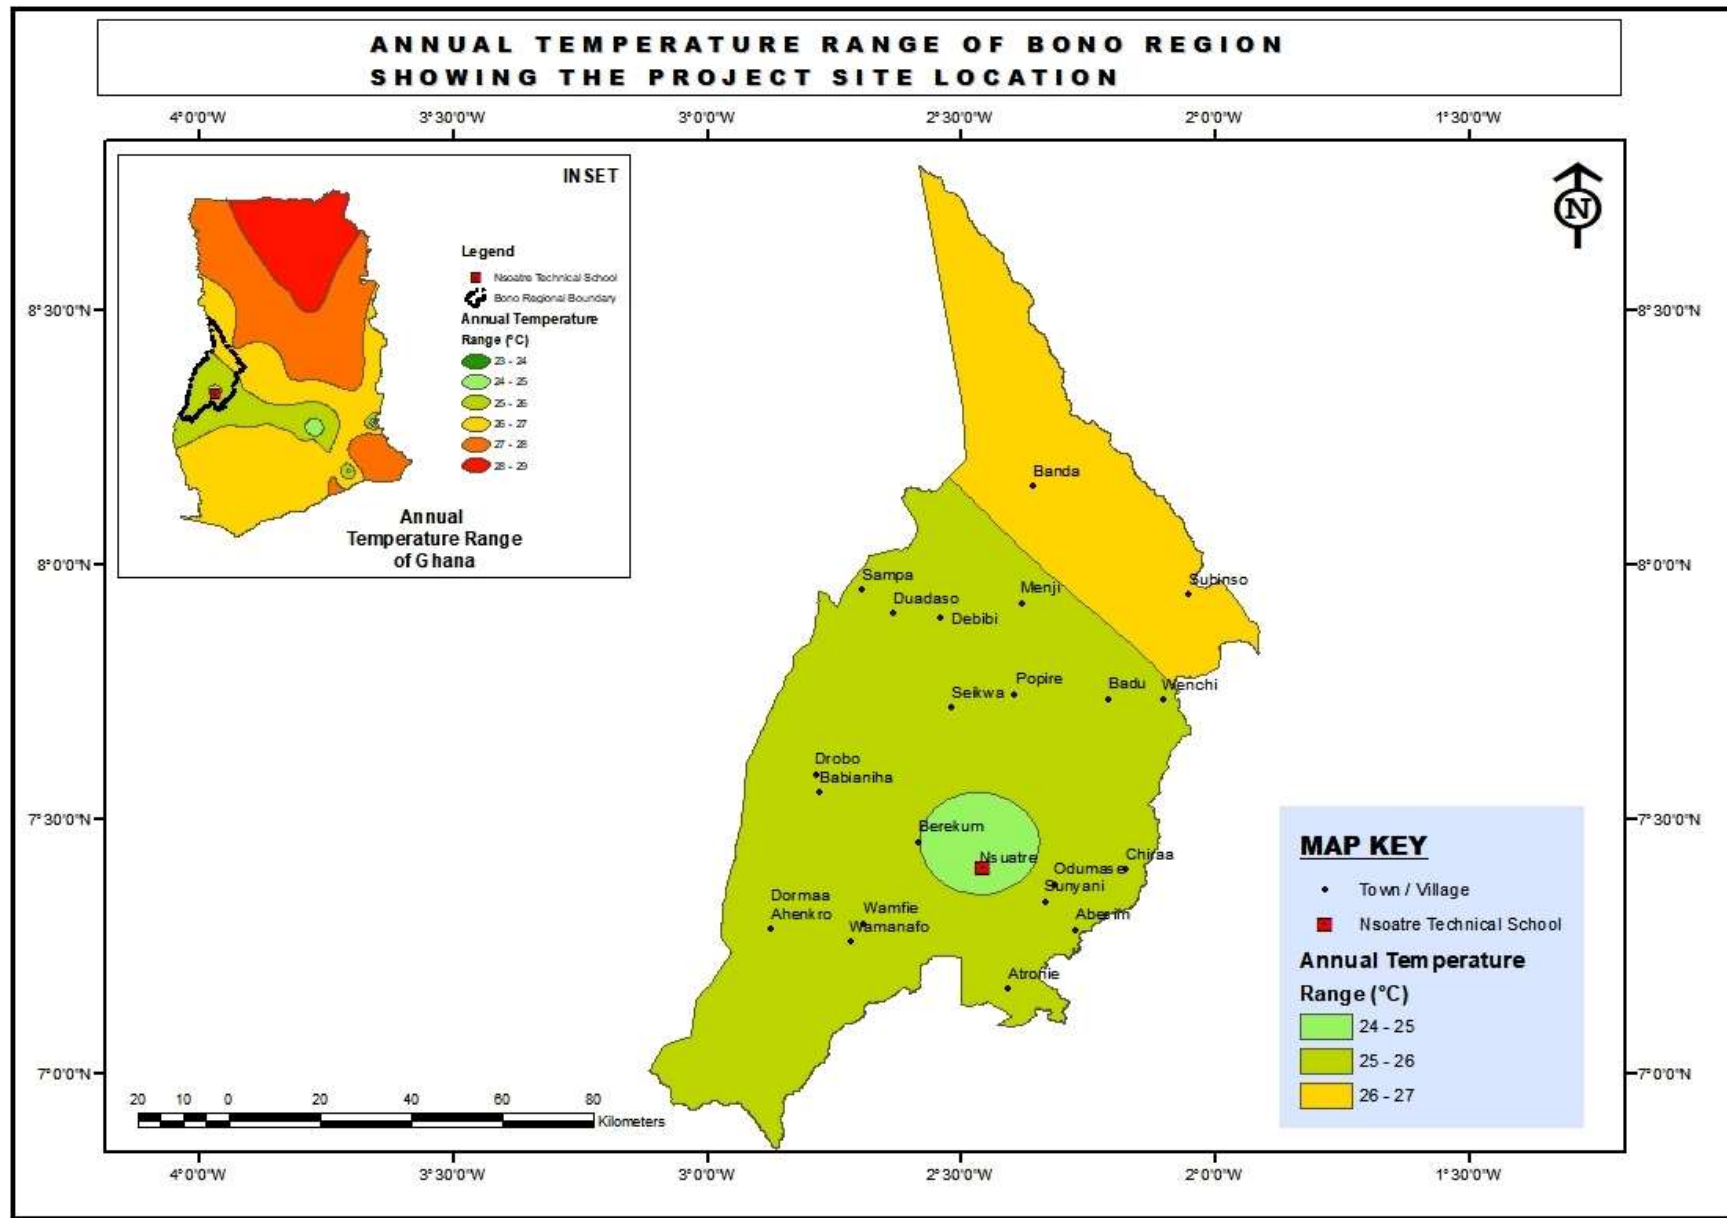 ANNUAL TEMPERATURE RANGE OF BONO REGION
SHOWING THE PROJECT SITE LOCATION
4°0'0"W 3°30'0"W 3°0'0"W 2°30'0"W 2°0'0"W 1°30'0"W
INSET
Legend
Nsoatre Technical School
Bono Regional Boundary
Annual Temperature
Range (°C)
23 - 24
24 - 25
25 - 26
26 - 27
27 - 28
28 - 29
Annual
Temperature Range
of Ghana
N
8°30'0"N 8°30'0"N
Banda
8°0'0"N 8°0'0"N
Sampa
Subinso
Menji
Duadaso
Debibi
Popire
Badu
Wenchi
Seikwa
Drobo
Babianiha
7°30'0"N 7°30'0"N
Berekum
Nsuatre
Chiraa
Odumase
Sunyani
Dormaa
Ahenkro
Wamfie
Wamanafo
Abesim
Atronie
7°0'0"N 7°0'0"N
MAP KEY
Town / Village
Nsoatre Technical School
Annual Temperature
Range (°C)
24 - 25
25 - 26
26 - 27
20 10 0 20 40 60 80
Kilometers
4°0'0"W 3°30'0"W 3°0'0"W 2°30'0"W 2°0'0"W 1°30'0"W